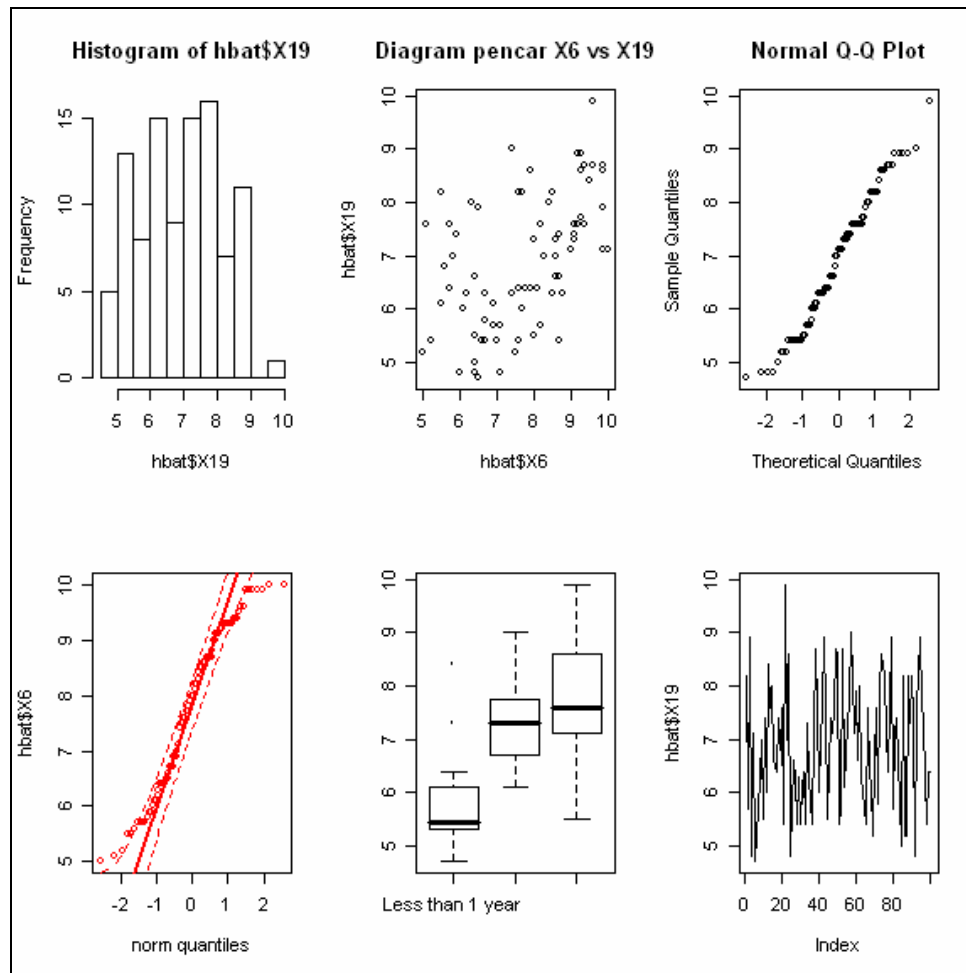 Histogram of hbat$X19
Frequency
15
10
5
0
5 6 7 8 9 10
hbat$X19
Diagram pencar X6 vs X19
hbat$X19
10
9
8
7
6
5
5 6 7 8 9 10
hbat$X6
Normal Q-Q Plot
Sample Quantiles
10
9
8
7
6
5
-2 -1 0 1 2
Theoretical Quantiles
hbat$X6
10
9
8
7
6
5
-2 -1 0 1 2
norm quantiles
10
9
8
7
6
5
Less than 1 year
hbat$X19
10
9
8
7
6
5
0 20 40 60 80
Index